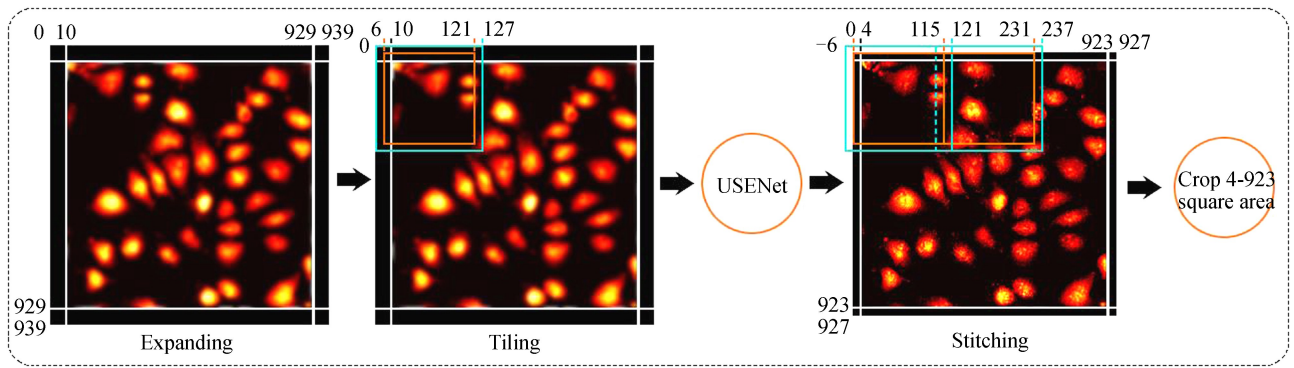 0 10 929 939
929
939
Expanding
6 10 121 127
0
Tiling
USENet
0 4 115 121 231 237
−6
923 927
923
927
Stitching
Crop 4-923
square area